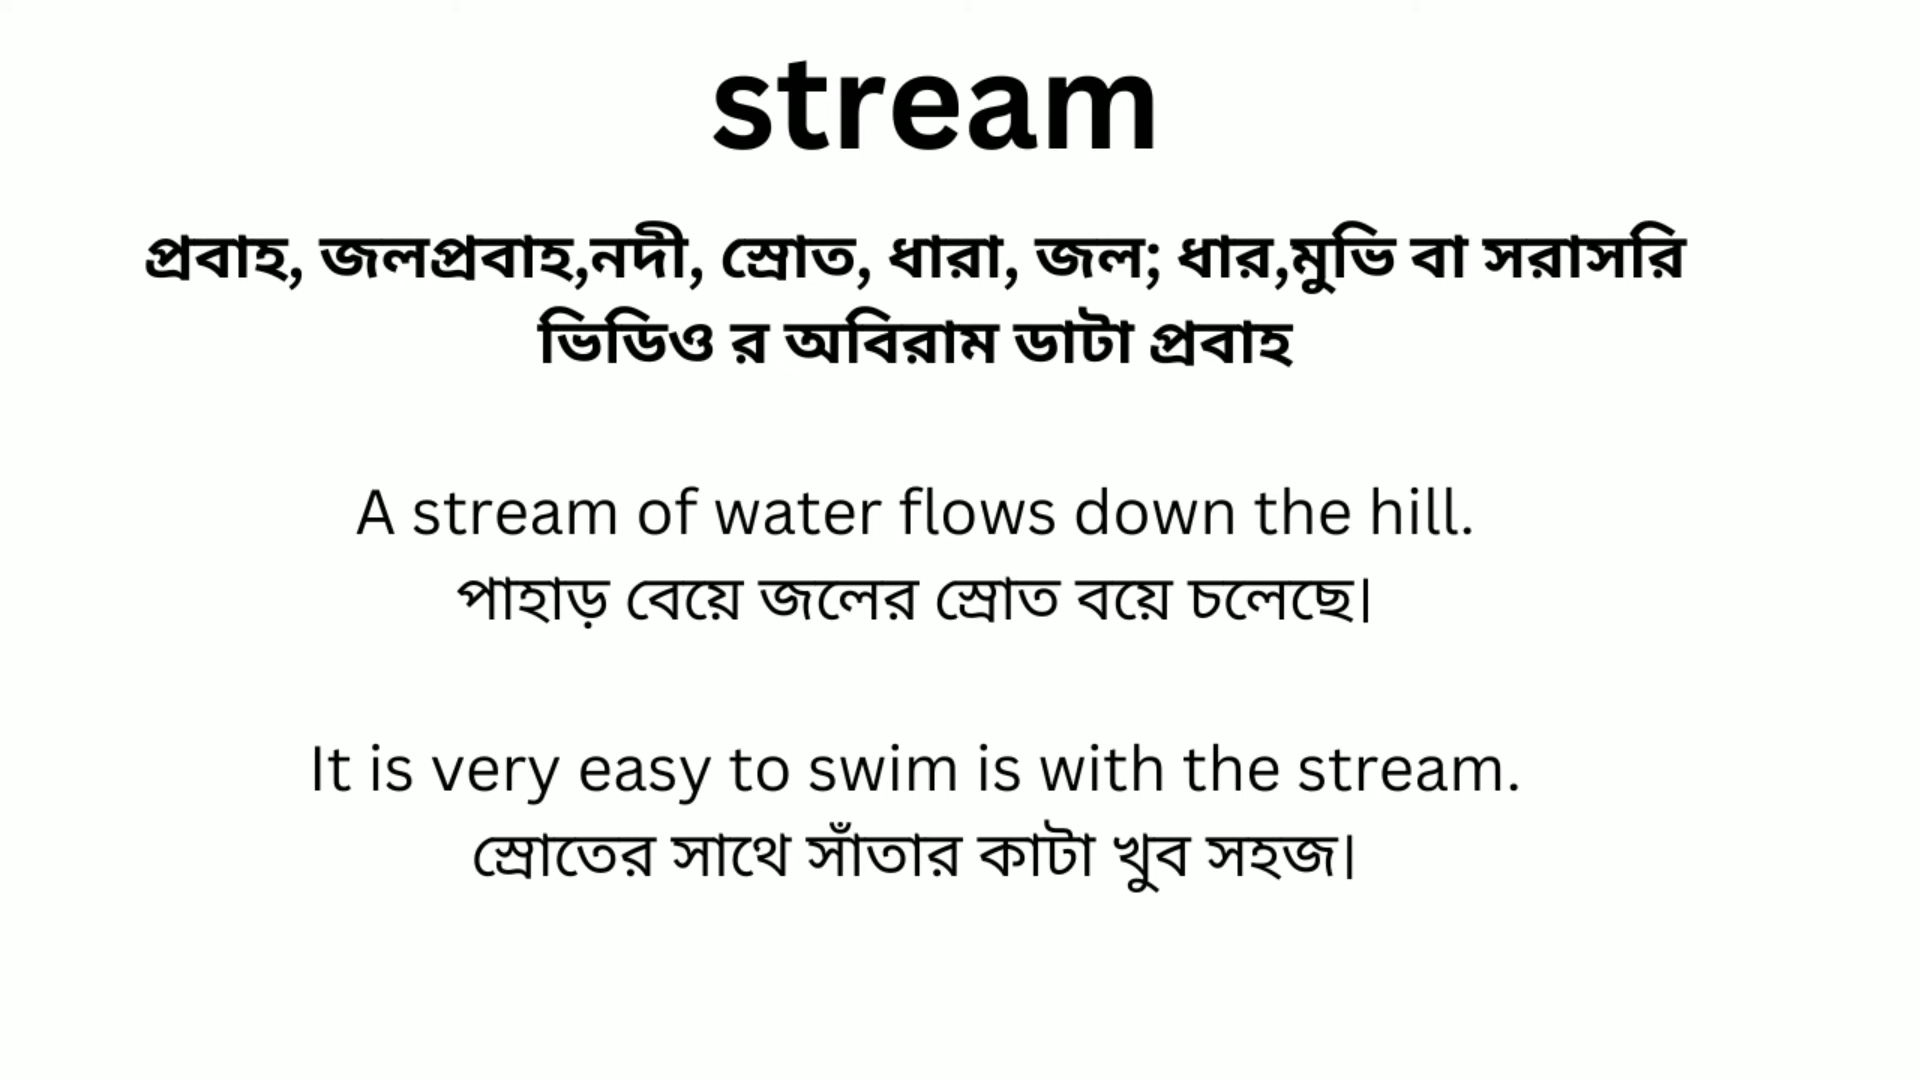 stream
প্রবাহ, জলপ্রবাহ,নদী, স্রোত, ধারা, জল; ধার,মুভি বা সরাসরি
ভিডিও র অবিরাম ডাটা প্রবাহ
A stream of water flows down the hill.
পাহাড় বেয়ে জলের স্রোত বয়ে চলেছে।
It is very easy to swim is with the stream.
স্রোতের সাথে সাঁতার কাটা খুব সহজ।